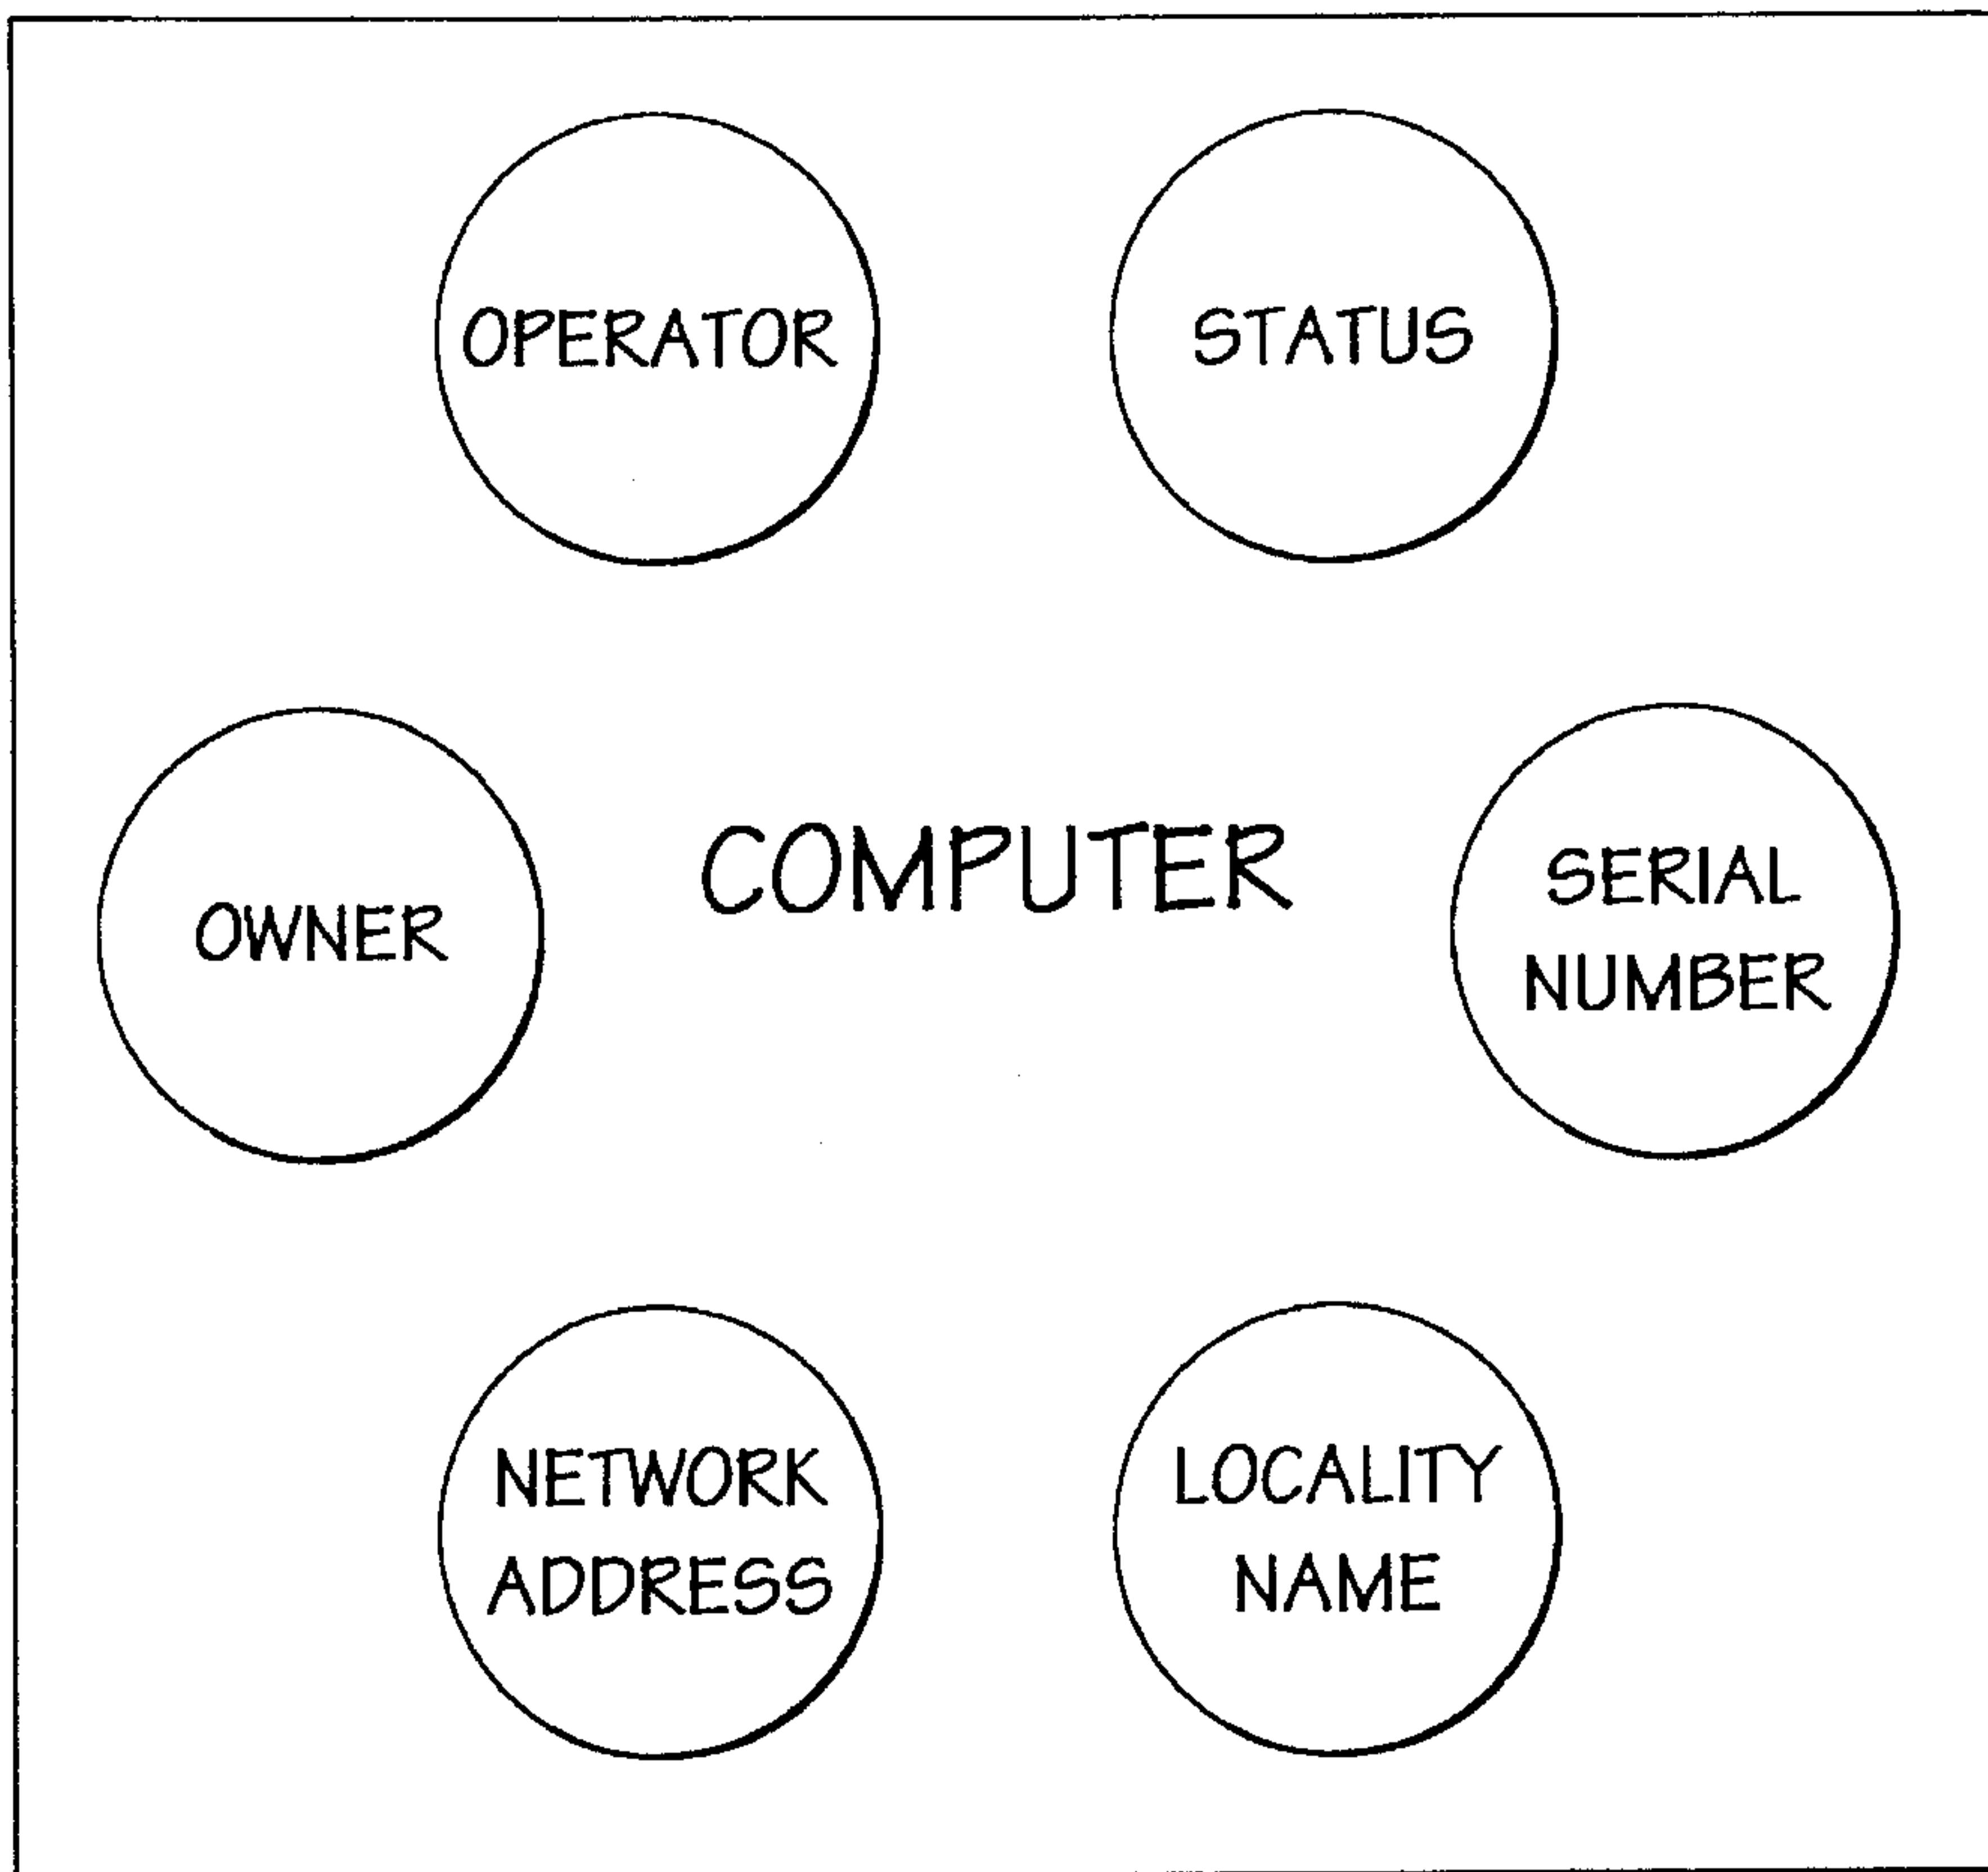 OPERATOR
STATUS
OWNER
COMPUTER
SERIAL
NUMBER
NETWORK
ADDRESS
LOCALITY
NAME